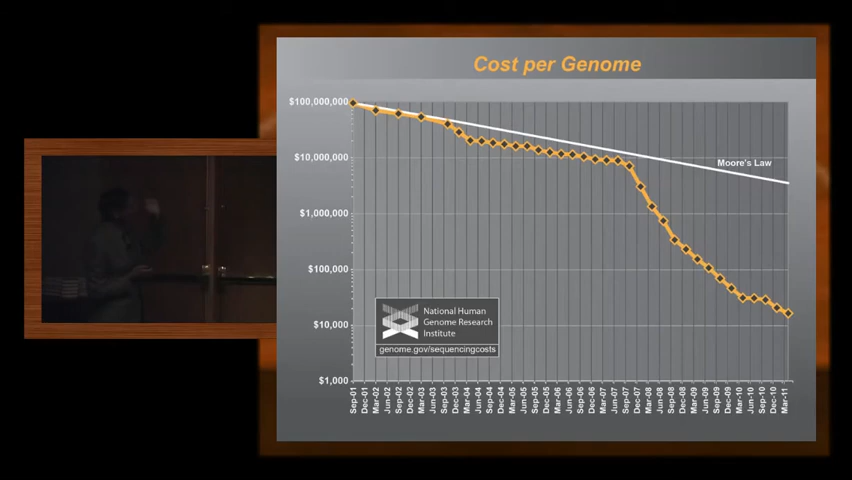 Cost per Genome
$100,000,000
$10,000,000
$1,000,000
$100,000
$10,000
$1,000
Moore's Law
National Human
Genome Research
Institute
genome.gov/sequencingcosts
Sep-01
Dec-01
Mar-02
Jun-02
Sep-02
Dec-02
Mar-03
Jun-03
Sep-03
Dec-03
Mar-04
Jun-04
Sep-04
Dec-04
Mar-05
Jun-05
Sep-05
Dec-05
Mar-06
Jun-06
Sep-06
Dec-06
Mar-07
Jun-07
Sep-07
Dec-07
Mar-08
Jun-08
Sep-08
Dec-08
Mar-09
Jun-09
Sep-09
Dec-09
Mar-10
Jun-10
Sep-10
Dec-10
Mar-11